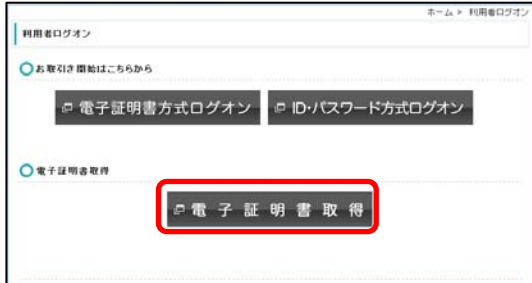 ホーム > 利用者ログオン
利用者ログオン
お取引き開始はこちらから
電子証明書方式ログオン ID・パスワード方式ログオン
電子証明書取得
電子証明書取得